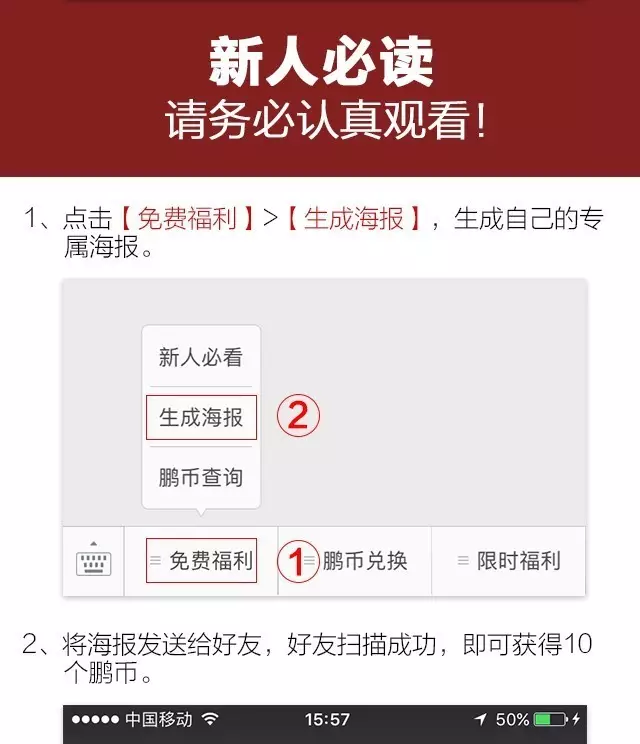 新人必读
请务必认真观看!
1、点击【免费福利】>【生成海报】,生成自己的专
属海报。
新人必看
生成海报
②
鹏币查询
免费福利
①
鹏币兑换
限时福利
2、将海报发送给好友,好友扫描成功,即可获得10
个鹏币。
中国移动
15:57
50%